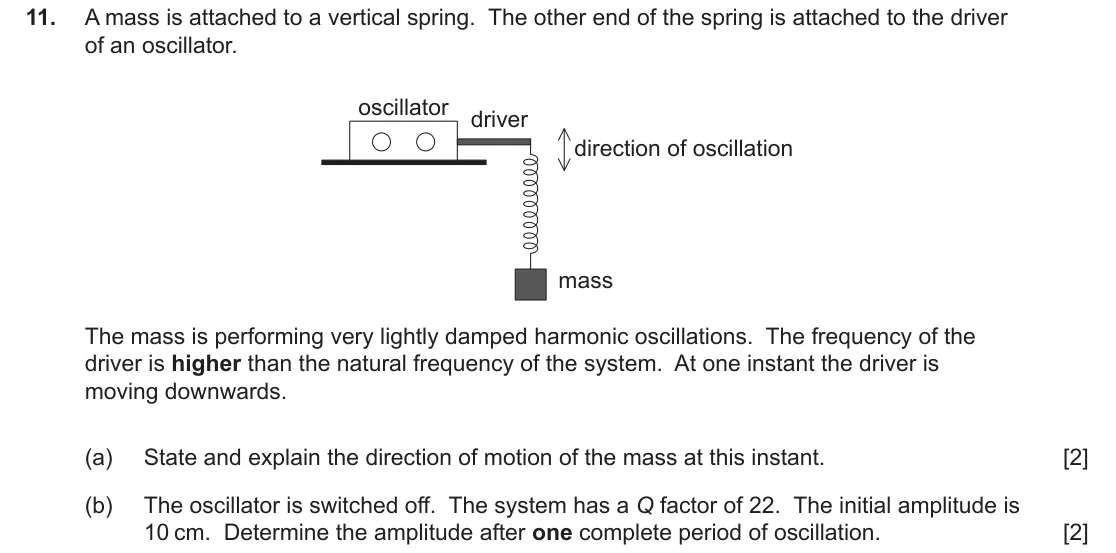 11. A mass is attached to a vertical spring. The other end of the spring is attached to the driver
of an oscillator.
oscillator
driver
direction of oscillation
mass
The mass is performing very lightly damped harmonic oscillations. The frequency of the
driver is higher than the natural frequency of the system. At one instant the driver is
moving downwards.
(a) State and explain the direction of motion of the mass at this instant. [2]
(b) The oscillator is switched off. The system has a Q factor of 22. The initial amplitude is
10 cm. Determine the amplitude after one complete period of oscillation. [2]